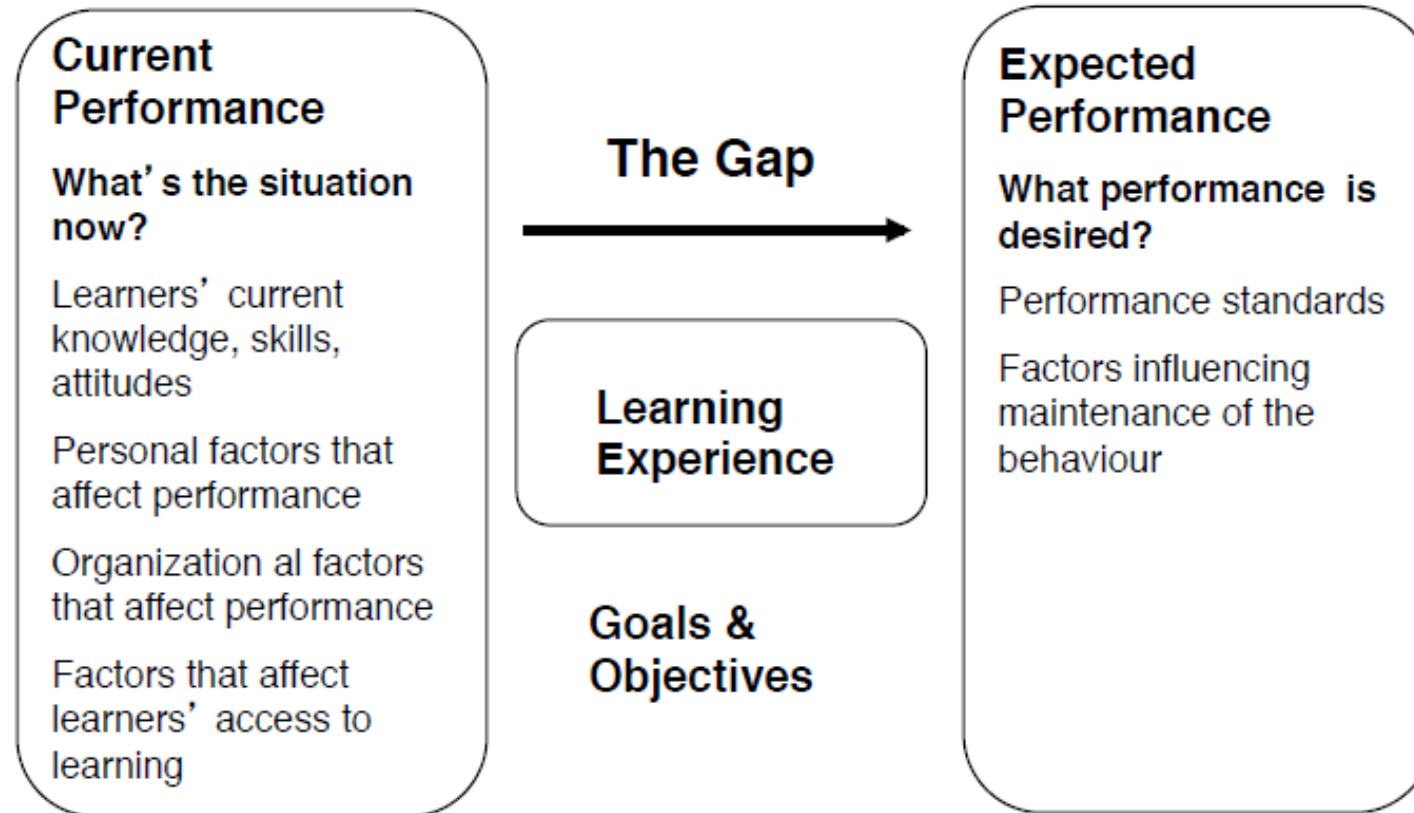 Current
Performance
What's the situation
now?
Learners' current
knowledge, skills,
attitudes
Personal factors that
affect performance
Organization al factors
that affect performance
Factors that affect
learners' access to
learning
The Gap
Learning
Experience
Goals &
Objectives
Expected
Performance
What performance is
desired?
Performance standards
Factors influencing
maintenance of the
behaviour